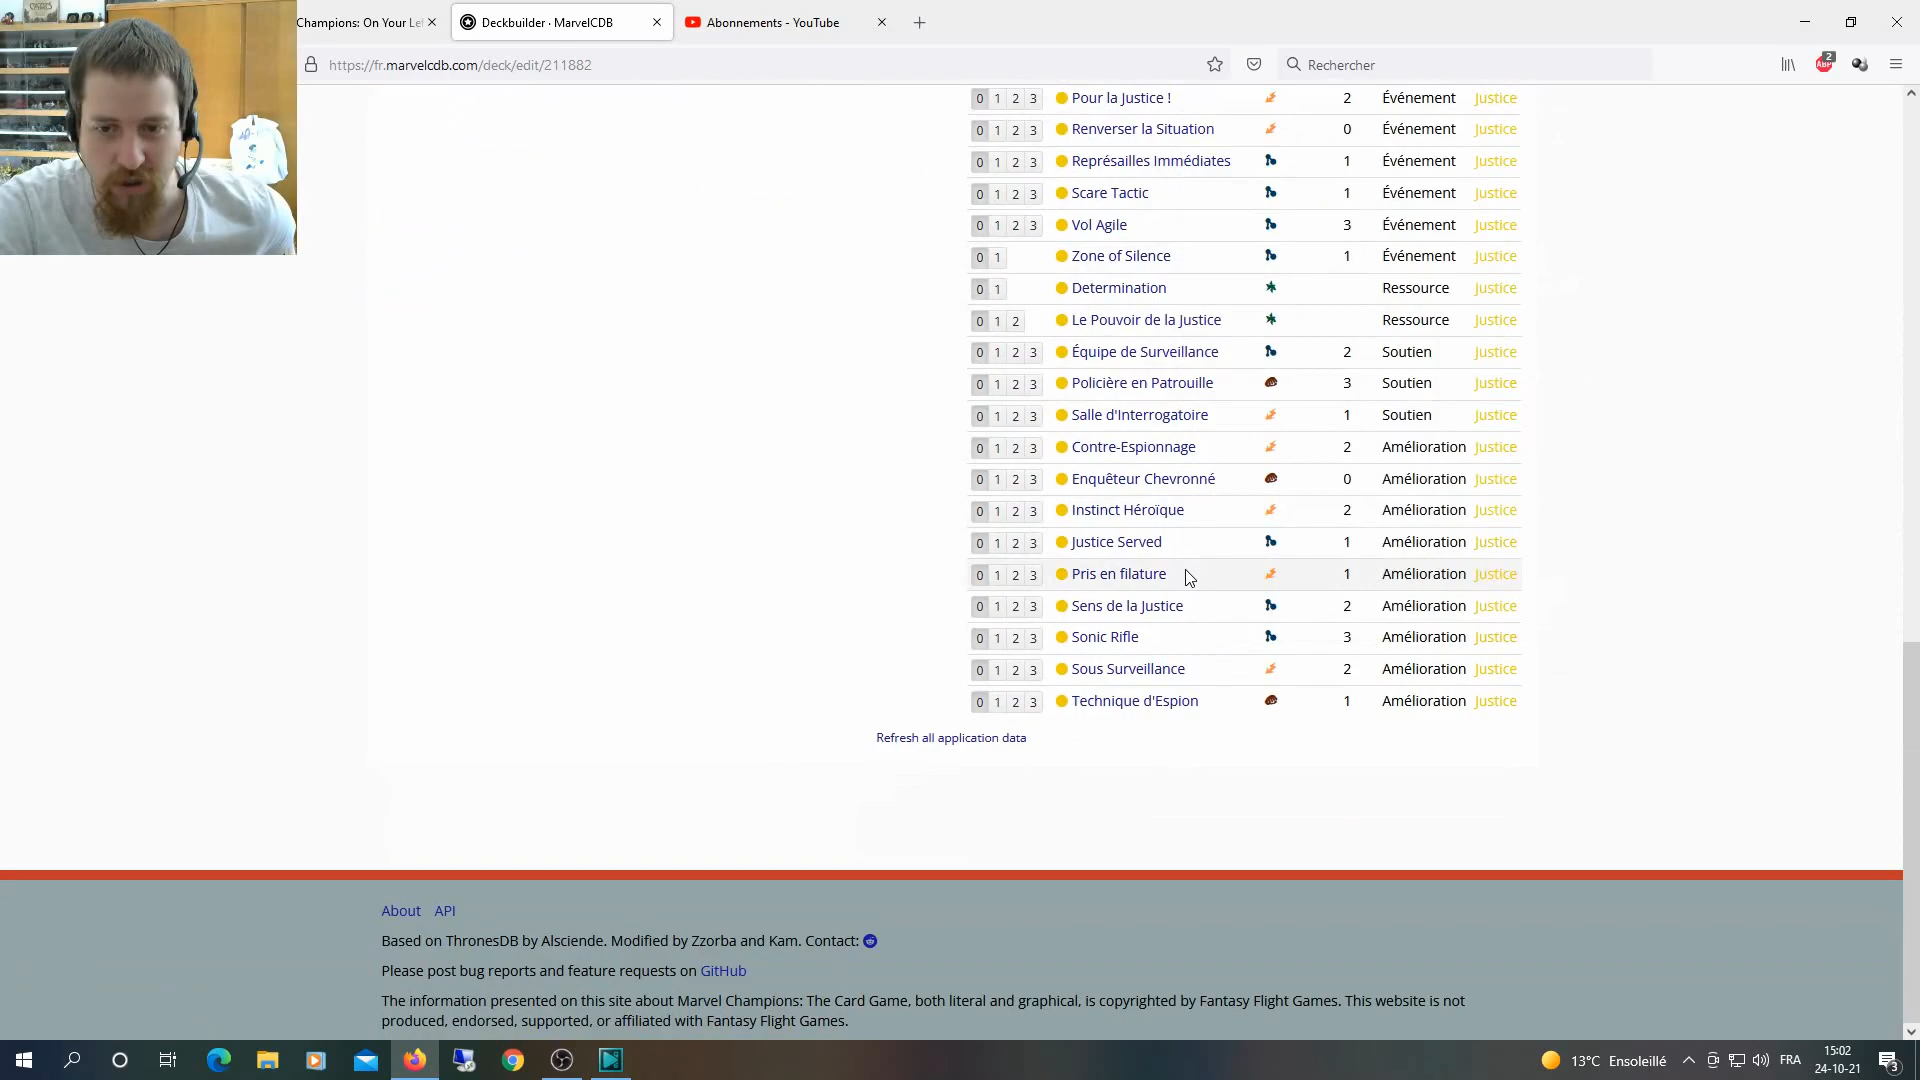 Champions: On Your Le
Deckbuilder · MarvelCDB
Abonnements - YouTube
https://fr.marvelcdb.com/deck/edit/211882
Rechercher
2
0 1 2 3 Pour la Justice ! 2 Événement Justice
0 1 2 3 Renverser la Situation 0 Événement Justice
0 1 2 3 Représailles Immédiates 1 Événement Justice
0 1 2 3 Scare Tactic 1 Événement Justice
0 1 2 3 Vol Agile 3 Événement Justice
0 1 Zone of Silence 1 Événement Justice
0 1 Determination Ressource Justice
0 1 2 Le Pouvoir de la Justice Ressource Justice
0 1 2 3 Équipe de Surveillance 2 Soutien Justice
0 1 2 3 Policière en Patrouille 3 Soutien Justice
0 1 2 3 Salle d'Interrogatoire 1 Soutien Justice
0 1 2 3 Contre-Espionnage 2 Amélioration Justice
0 1 2 3 Enquêteur Chevronné 0 Amélioration Justice
0 1 2 3 Instinct Héroïque 2 Amélioration Justice
0 1 2 3 Justice Served 1 Amélioration Justice
0 1 2 3 Pris en filature 1 Amélioration Justice
0 1 2 3 Sens de la Justice 2 Amélioration Justice
0 1 2 3 Sonic Rifle 3 Amélioration Justice
0 1 2 3 Sous Surveillance 2 Amélioration Justice
0 1 2 3 Technique d'Espion 1 Amélioration Justice
Refresh all application data
About API
Based on ThronesDB by Alsciende. Modified by Zzorba and Kam. Contact:
Please post bug reports and feature requests on GitHub
The information presented on this site about Marvel Champions: The Card Game, both literal and graphical, is copyrighted by Fantasy Flight Games. This website is not
produced, endorsed, supported, or affiliated with Fantasy Flight Games.
13°C Ensoleillé
FRA
15:02
24-10-21
3